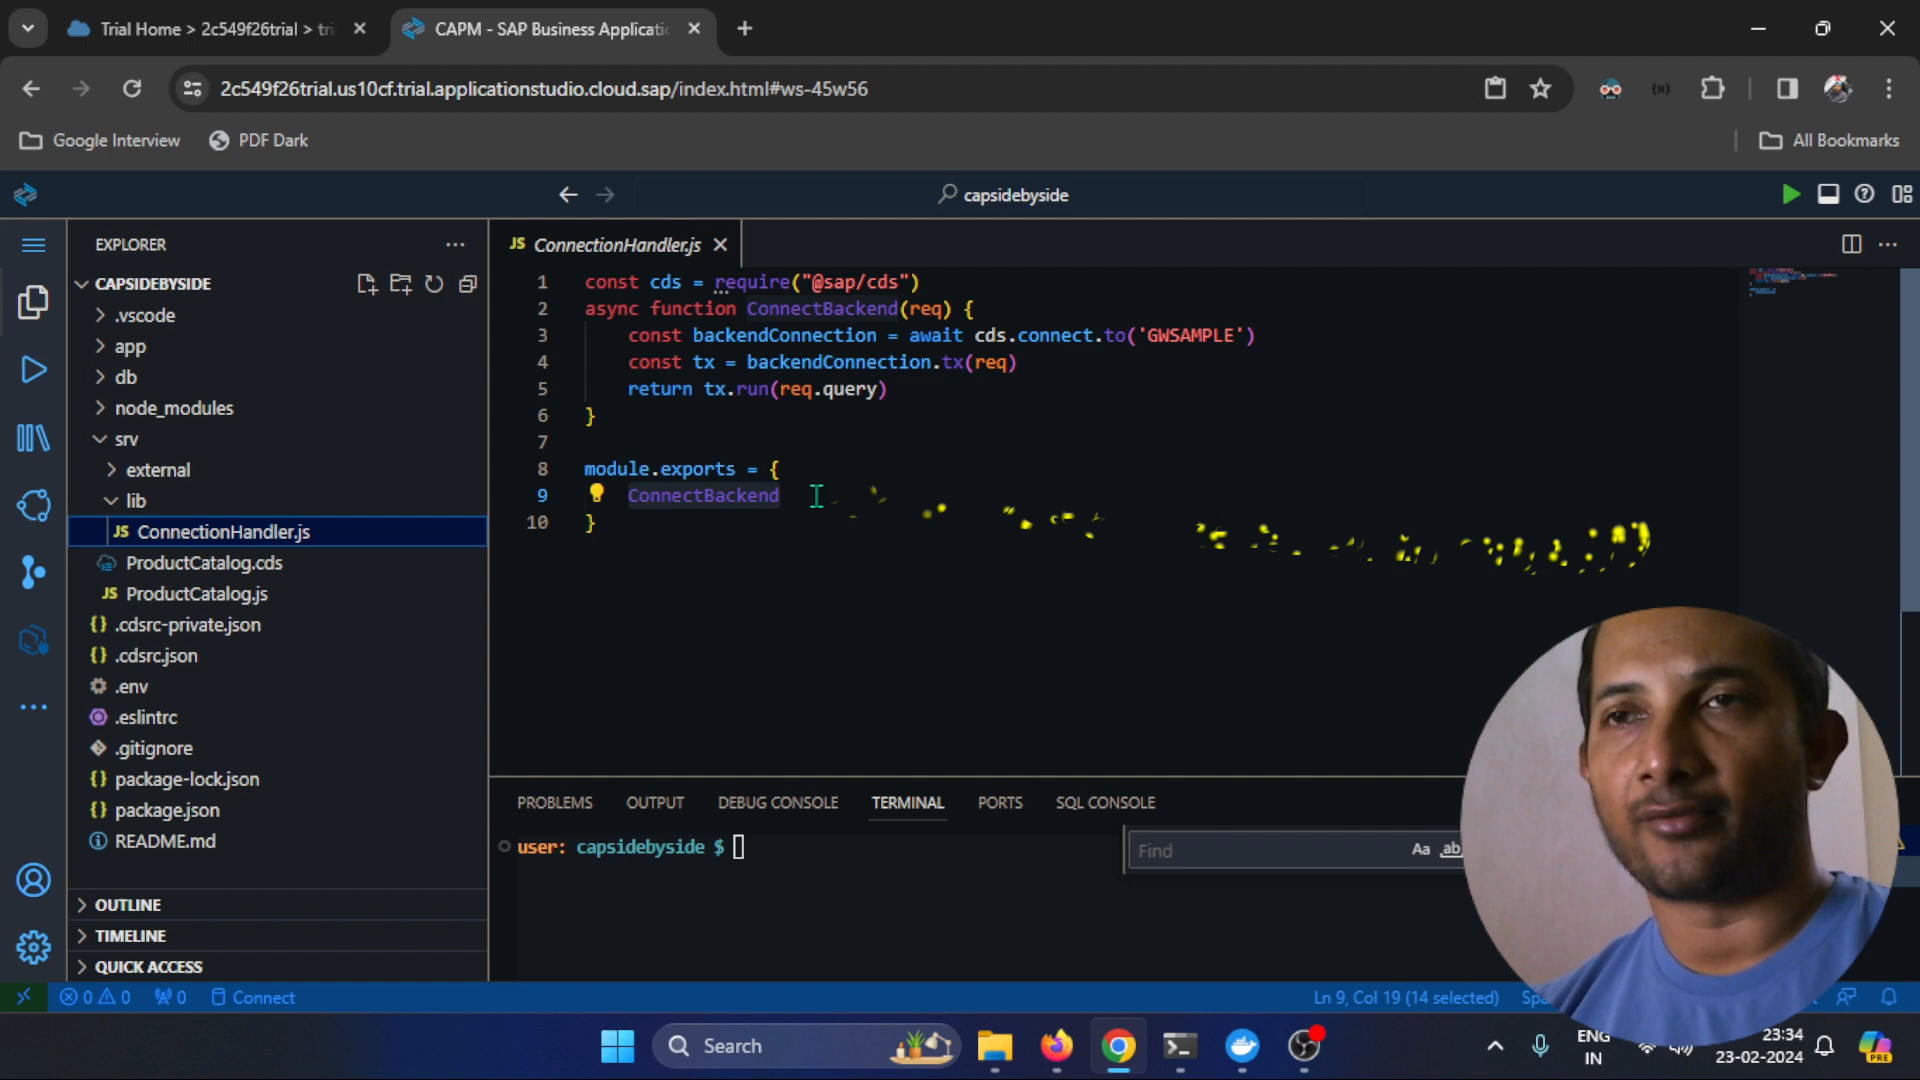 Trial Home > 2c549f26trial > tri
CAPM - SAP Business Applicati
2c549f26trial.us10cf.trial.applicationstudio.cloud.sap/index.html#ws-45w56
Google Interview
PDF Dark
All Bookmarks
capsidebyside
EXPLORER
CAPSIDEBYSIDE
.vscode
app
db
node_modules
srv
external
lib
JS ConnectionHandler.js
ProductCatalog.cds
JS ProductCatalog.js
{} .cdsrc-private.json
{} .cdsrc.json
.env
.eslintrc
.gitignore
{} package-lock.json
{} package.json
README.md
OUTLINE
TIMELINE
QUICK ACCESS
JS ConnectionHandler.js
1 const cds = require("@sap/cds")
2 async function ConnectBackend(req) {
3 const backendConnection = await cds.connect.to('GWSAMPLE')
4 const tx = backendConnection.tx(req)
5 return tx.run(req.query)
6 }
7
8 module.exports = {
9 ConnectBackend
10 }
PROBLEMS OUTPUT DEBUG CONSOLE TERMINAL PORTS SQL CONSOLE
user: capsidebyside $
Find Aa ab
0 0 0 Connect
Ln 9, Col 19 (14 selected)
Search
ENG
IN
23:34
23-02-2024
PRE